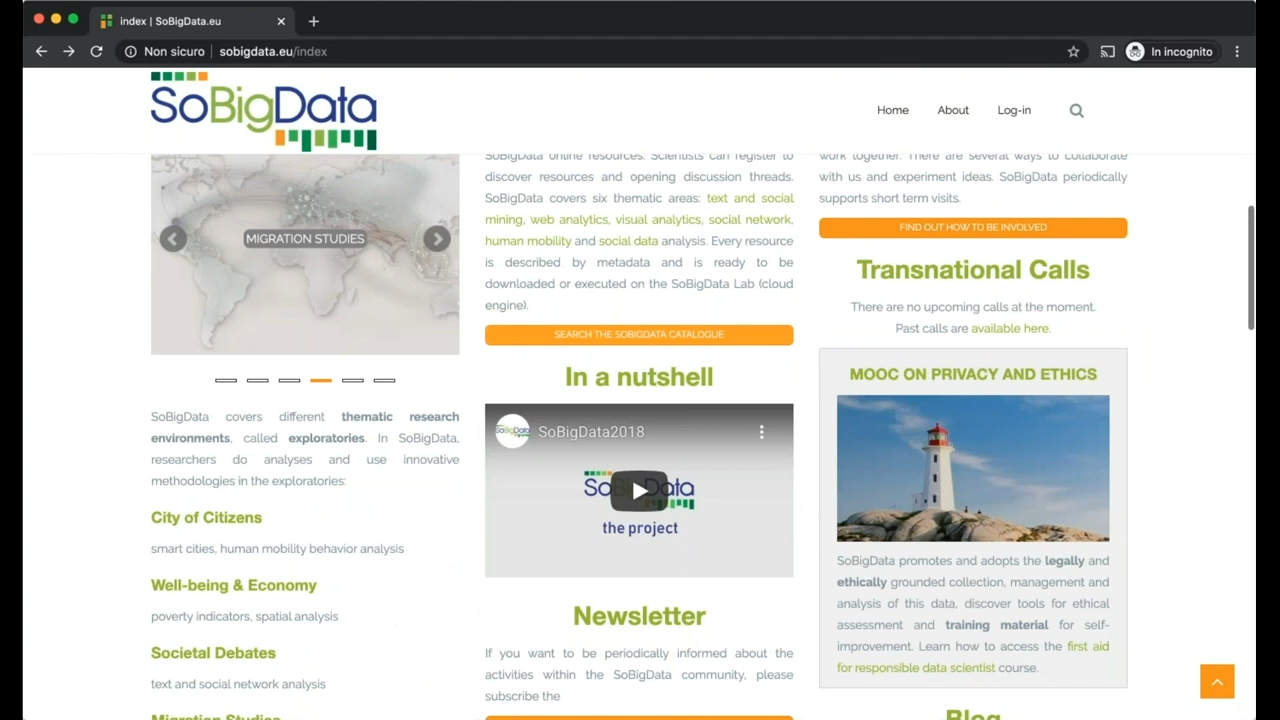 index | SoBigData.eu
Non sicuro
sobigdata.eu/index
In incognito
SoBigData
Home
About
Log-in
MIGRATION STUDIES
SoBigData covers different thematic research
environments, called exploratories. In SoBigData,
researchers do analyses and use innovative
methodologies in the exploratories:
City of Citizens
smart cities, human mobility behavior analysis
Well-being & Economy
poverty indicators, spatial analysis
Societal Debates
text and social network analysis
Migration Studies
SoBigData online resources. Scientists can register to
discover resources and opening discussion threads.
SoBigData covers six thematic areas: text and social
mining, web analytics, visual analytics, social network,
human mobility and social data analysis. Every resource
is described by metadata and is ready to be
downloaded or executed on the SoBigData Lab (cloud
engine).
SEARCH THE SOBIGDATA CATALOGUE
In a nutshell
SoBigData
SoBigData2018
SoBigData
the project
Newsletter
If you want to be periodically informed about the
activities within the SoBigData community, please
subscribe the
work together. There are several ways to collaborate
with us and experiment ideas. SoBigData periodically
supports short term visits.
FIND OUT HOW TO BE INVOLVED
Transnational Calls
There are no upcoming calls at the moment.
Past calls are available here.
MOOC ON PRIVACY AND ETHICS
SoBigData promotes and adopts the legally and
ethically grounded collection, management and
analysis of this data, discover tools for ethical
assessment and training material for self-
improvement. Learn how to access the first aid
for responsible data scientist course.
Blog